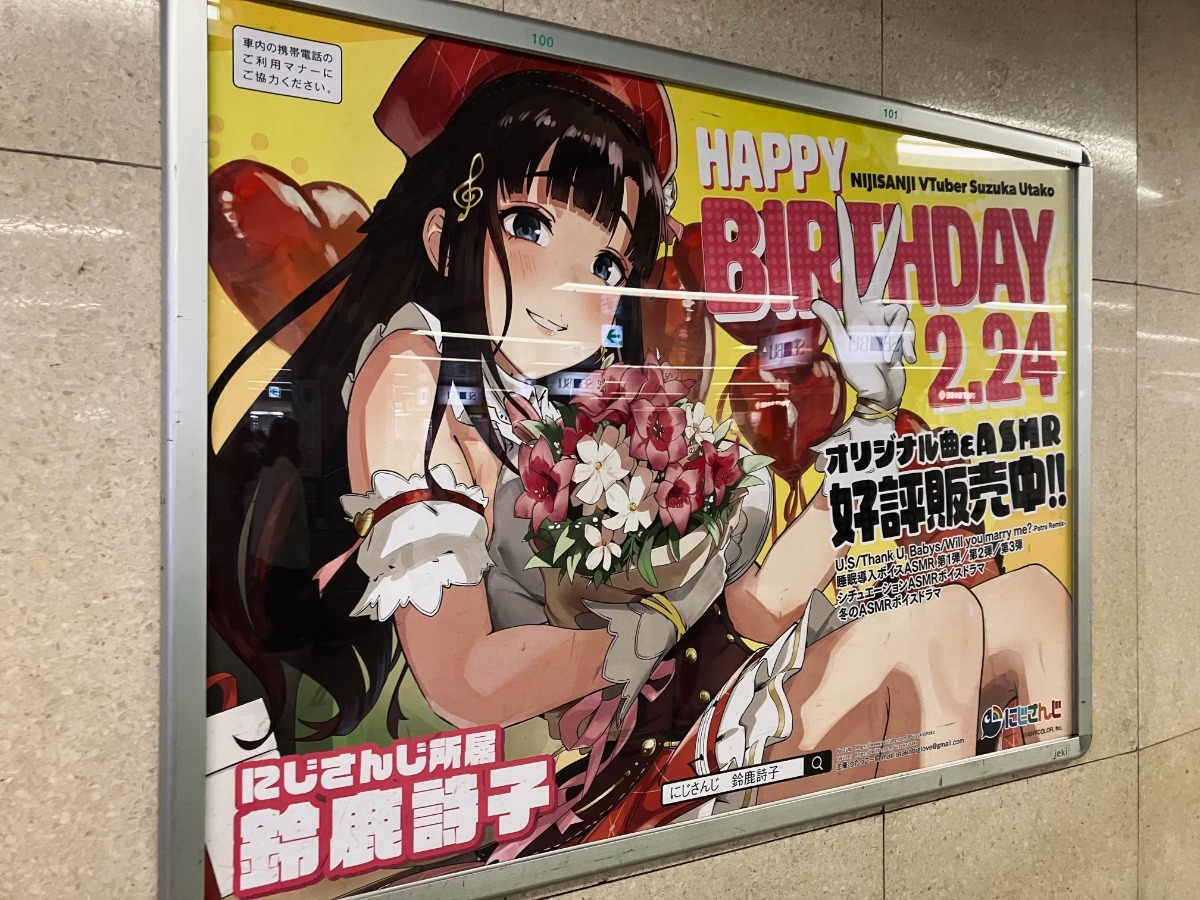 100
101
車内の携帯電話の
ご利用マナーに
ご協力ください。
HAPPY
NIJISANJI VTuber Suzuka Utako
BIRTHDAY
2.24
オリジナル曲&ASMR
好評販売中!!
U.S/Thank U, Babys/Will you marry me?-Patra Remix-
睡眠導入ボイスASMR 第1弾／第2弾／第3弾
シチュエーションASMRボイスドラマ
冬のASMRボイスドラマ
にじさんじ
©ANYCOLOR, Inc.
にじさんじ所属
鈴鹿詩子
にじさんじ 鈴鹿詩子
jeki